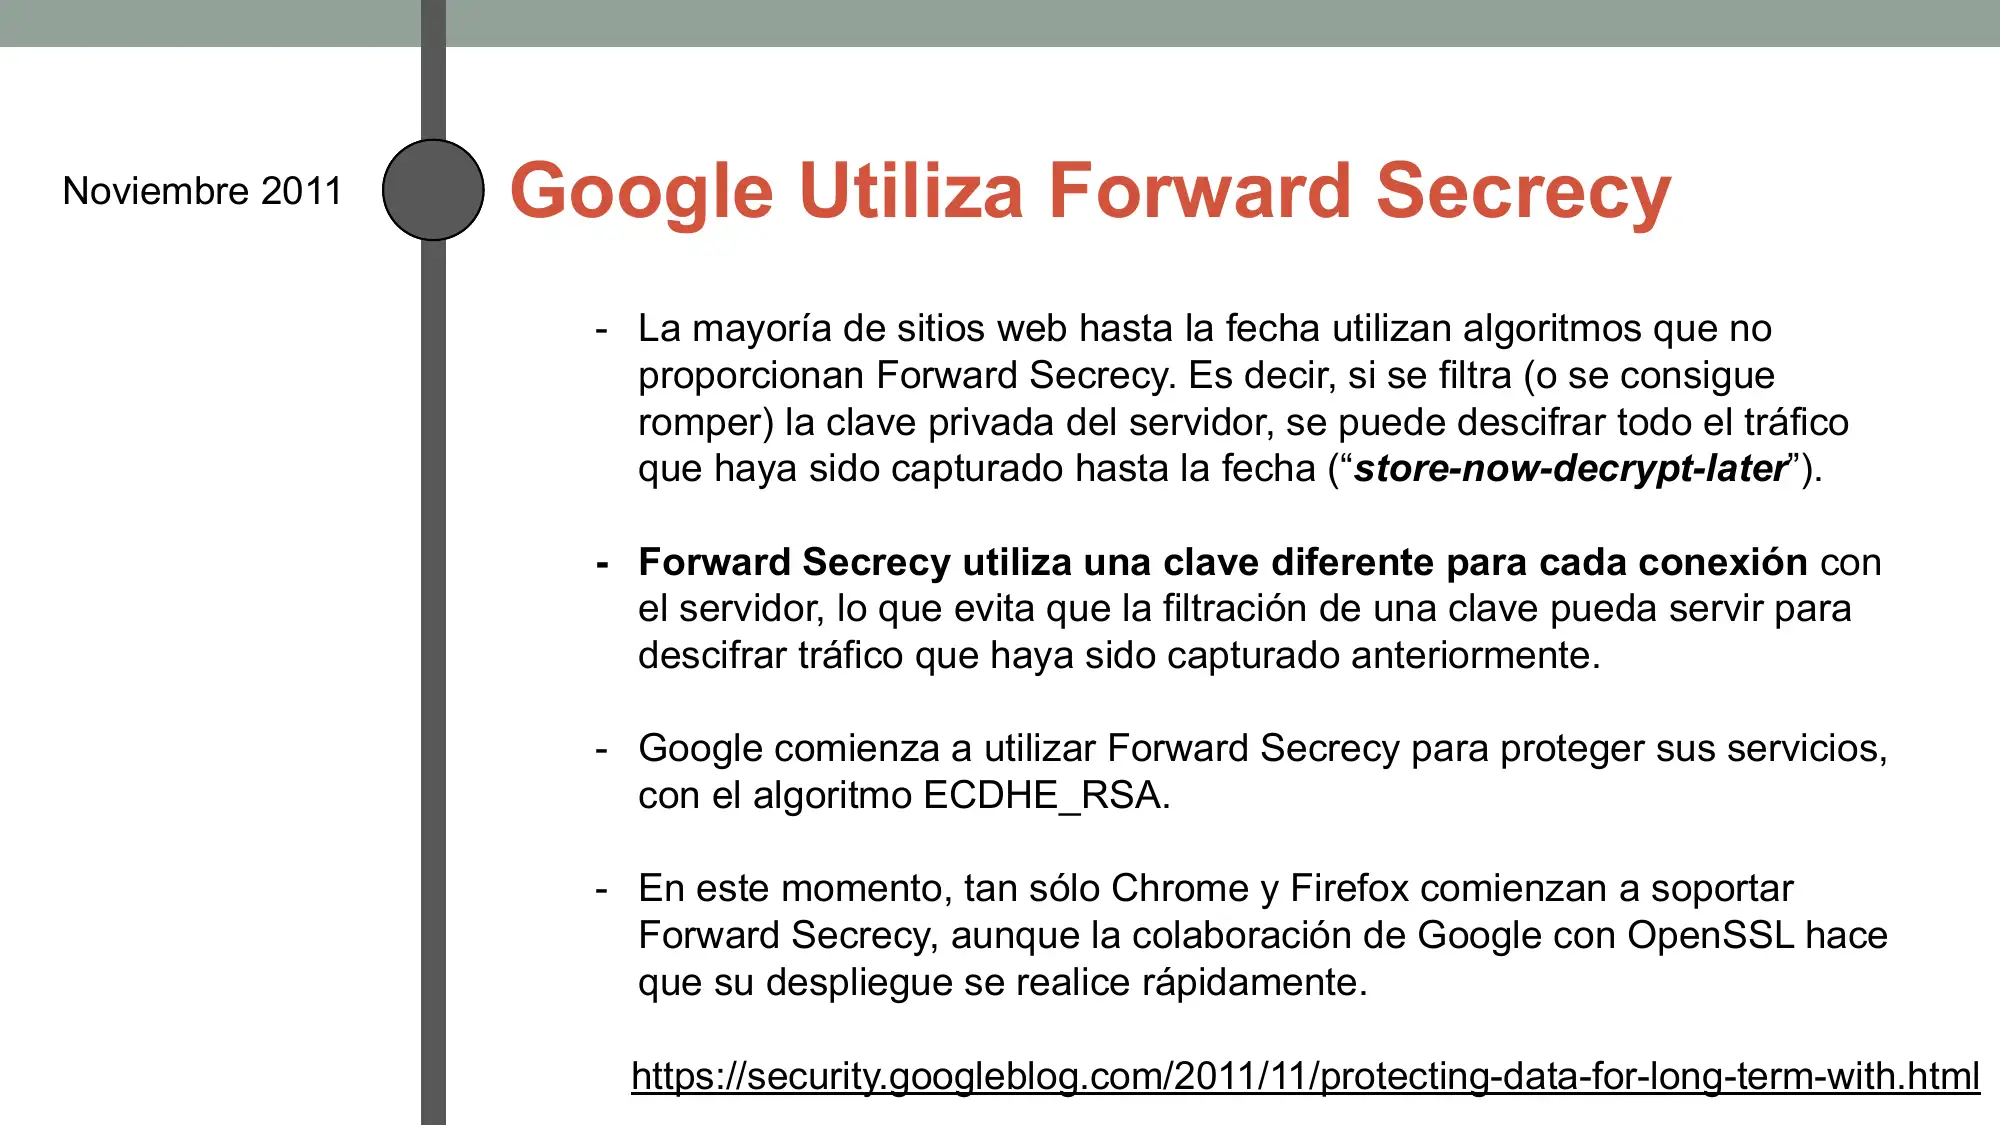 Noviembre 2011
Google Utiliza Forward Secrecy
- La mayoría de sitios web hasta la fecha utilizan algoritmos que no
proporcionan Forward Secrecy. Es decir, si se filtra (o se consigue
romper) la clave privada del servidor, se puede descifrar todo el tráfico
que haya sido capturado hasta la fecha (“store-now-decrypt-later”).
- Forward Secrecy utiliza una clave diferente para cada conexión con
el servidor, lo que evita que la filtración de una clave pueda servir para
descifrar tráfico que haya sido capturado anteriormente.
- Google comienza a utilizar Forward Secrecy para proteger sus servicios,
con el algoritmo ECDHE_RSA.
- En este momento, tan sólo Chrome y Firefox comienzan a soportar
Forward Secrecy, aunque la colaboración de Google con OpenSSL hace
que su despliegue se realice rápidamente.
https://security.googleblog.com/2011/11/protecting-data-for-long-term-with.html